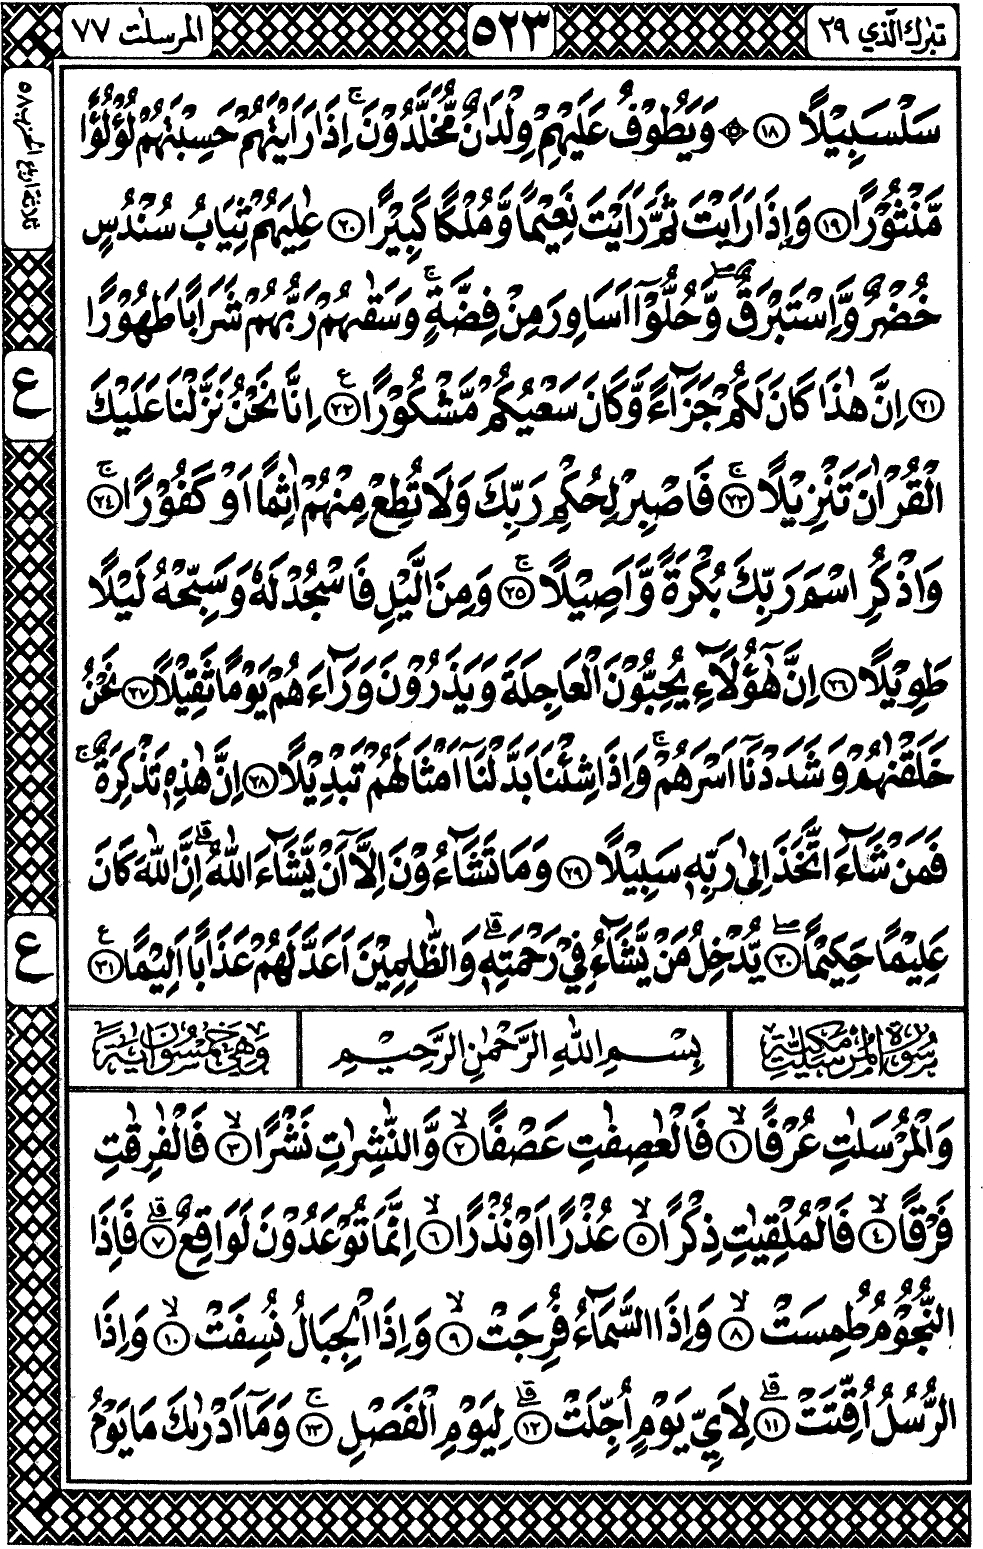 تبٰرك الّذي ٢٩
٥٢٣
المرسلٰت ٧٧
سَلْسَبِيْلًا ﴿١٨﴾ وَيَطُوْفُ عَلَيْهِمْ وِلْدَانٌ مُّخَلَّدُوْنَ ۚ اِذَا رَاَيْتَهُمْ حَسِبْتَهُمْ لُؤْلُؤًا
مَّنْثُوْرًا ﴿١٩﴾ وَاِذَا رَاَيْتَ ثَمَّ رَاَيْتَ نَعِيْمًا وَّمُلْكًا كَبِيْرًا ﴿٢٠﴾ عٰلِيَهُمْ ثِيَابُ سُنْدُسٍ
خُضْرٌ وَّاِسْتَبْرَقٌ ۖ وَّحُلُّوْٓا اَسَاوِرَ مِنْ فِضَّةٍ ۚ وَسَقٰىهُمْ رَبُّهُمْ شَرَابًا طَهُوْرًا
﴿٢١﴾ اِنَّ هٰذَا كَانَ لَكُمْ جَزَآءً وَّكَانَ سَعْيُكُمْ مَّشْكُوْرًا ﴿٢٢﴾ ع اِنَّا نَحْنُ نَزَّلْنَا عَلَيْكَ
الْقُرْاٰنَ تَنْزِيْلًا ﴿٢٣﴾ ۚ فَاصْبِرْ لِحُكْمِ رَبِّكَ وَلَا تُطِعْ مِنْهُمْ اٰثِمًا اَوْ كَفُوْرًا ﴿٢٤﴾ ۚ
وَاذْكُرِ اسْمَ رَبِّكَ بُكْرَةً وَّاَصِيْلًا ﴿٢٥﴾ ۚ وَمِنَ الَّيْلِ فَاسْجُدْ لَهٗ وَسَبِّحْهُ لَيْلًا
طَوِيْلًا ﴿٢٦﴾ اِنَّ هٰٓؤُلَآءِ يُحِبُّوْنَ الْعَاجِلَةَ وَيَذَرُوْنَ وَرَآءَهُمْ يَوْمًا ثَقِيْلًا ﴿٢٧﴾ نَحْنُ
خَلَقْنٰهُمْ وَشَدَدْنَآ اَسْرَهُمْ ۚ وَاِذَا شِئْنَا بَدَّلْنَآ اَمْثَالَهُمْ تَبْدِيْلًا ﴿٢٨﴾ اِنَّ هٰذِهٖ تَذْكِرَةٌ ۚ
فَمَنْ شَآءَ اتَّخَذَ اِلٰى رَبِّهٖ سَبِيْلًا ﴿٢٩﴾ وَمَا تَشَآءُوْنَ اِلَّآ اَنْ يَّشَآءَ اللّٰهُ ۗ اِنَّ اللّٰهَ كَانَ
عَلِيْمًا حَكِيْمًا ﴿٣٠﴾ ۖ يُّدْخِلُ مَنْ يَّشَآءُ فِيْ رَحْمَتِهٖ ۗ وَالظّٰلِمِيْنَ اَعَدَّ لَهُمْ عَذَابًا اَلِيْمًا ﴿٣١﴾ ع
سُوْرَةُ الْمُرْسَلٰتِ مَكِّيَّةٌ
بِسْمِ اللّٰهِ الرَّحْمٰنِ الرَّحِيْمِ
وَهِيَ خَمْسُوْنَ اٰيَةً
وَالْمُرْسَلٰتِ عُرْفًا ﴿١﴾ ۙ فَالْعٰصِفٰتِ عَصْفًا ﴿٢﴾ ۙ وَّالنّٰشِرٰتِ نَشْرًا ﴿٣﴾ ۙ فَالْفٰرِقٰتِ
فَرْقًا ﴿٤﴾ ۙ فَالْمُلْقِيٰتِ ذِكْرًا ﴿٥﴾ ۙ عُذْرًا اَوْ نُذْرًا ﴿٦﴾ ۙ اِنَّمَا تُوْعَدُوْنَ لَوَاقِعٌ ﴿٧﴾ ۗ فَاِذَا
النُّجُوْمُ طُمِسَتْ ﴿٨﴾ ۙ وَاِذَا السَّمَآءُ فُرِجَتْ ﴿٩﴾ ۙ وَاِذَا الْجِبَالُ نُسِفَتْ ﴿١٠﴾ ۙ وَاِذَا
الرُّسُلُ اُقِّتَتْ ﴿١١﴾ ۗ لِاَيِّ يَوْمٍ اُجِّلَتْ ﴿١٢﴾ ۗ لِيَوْمِ الْفَصْلِ ﴿١٣﴾ ۚ وَمَآ اَدْرٰىكَ مَا يَوْمُ
ع
ع